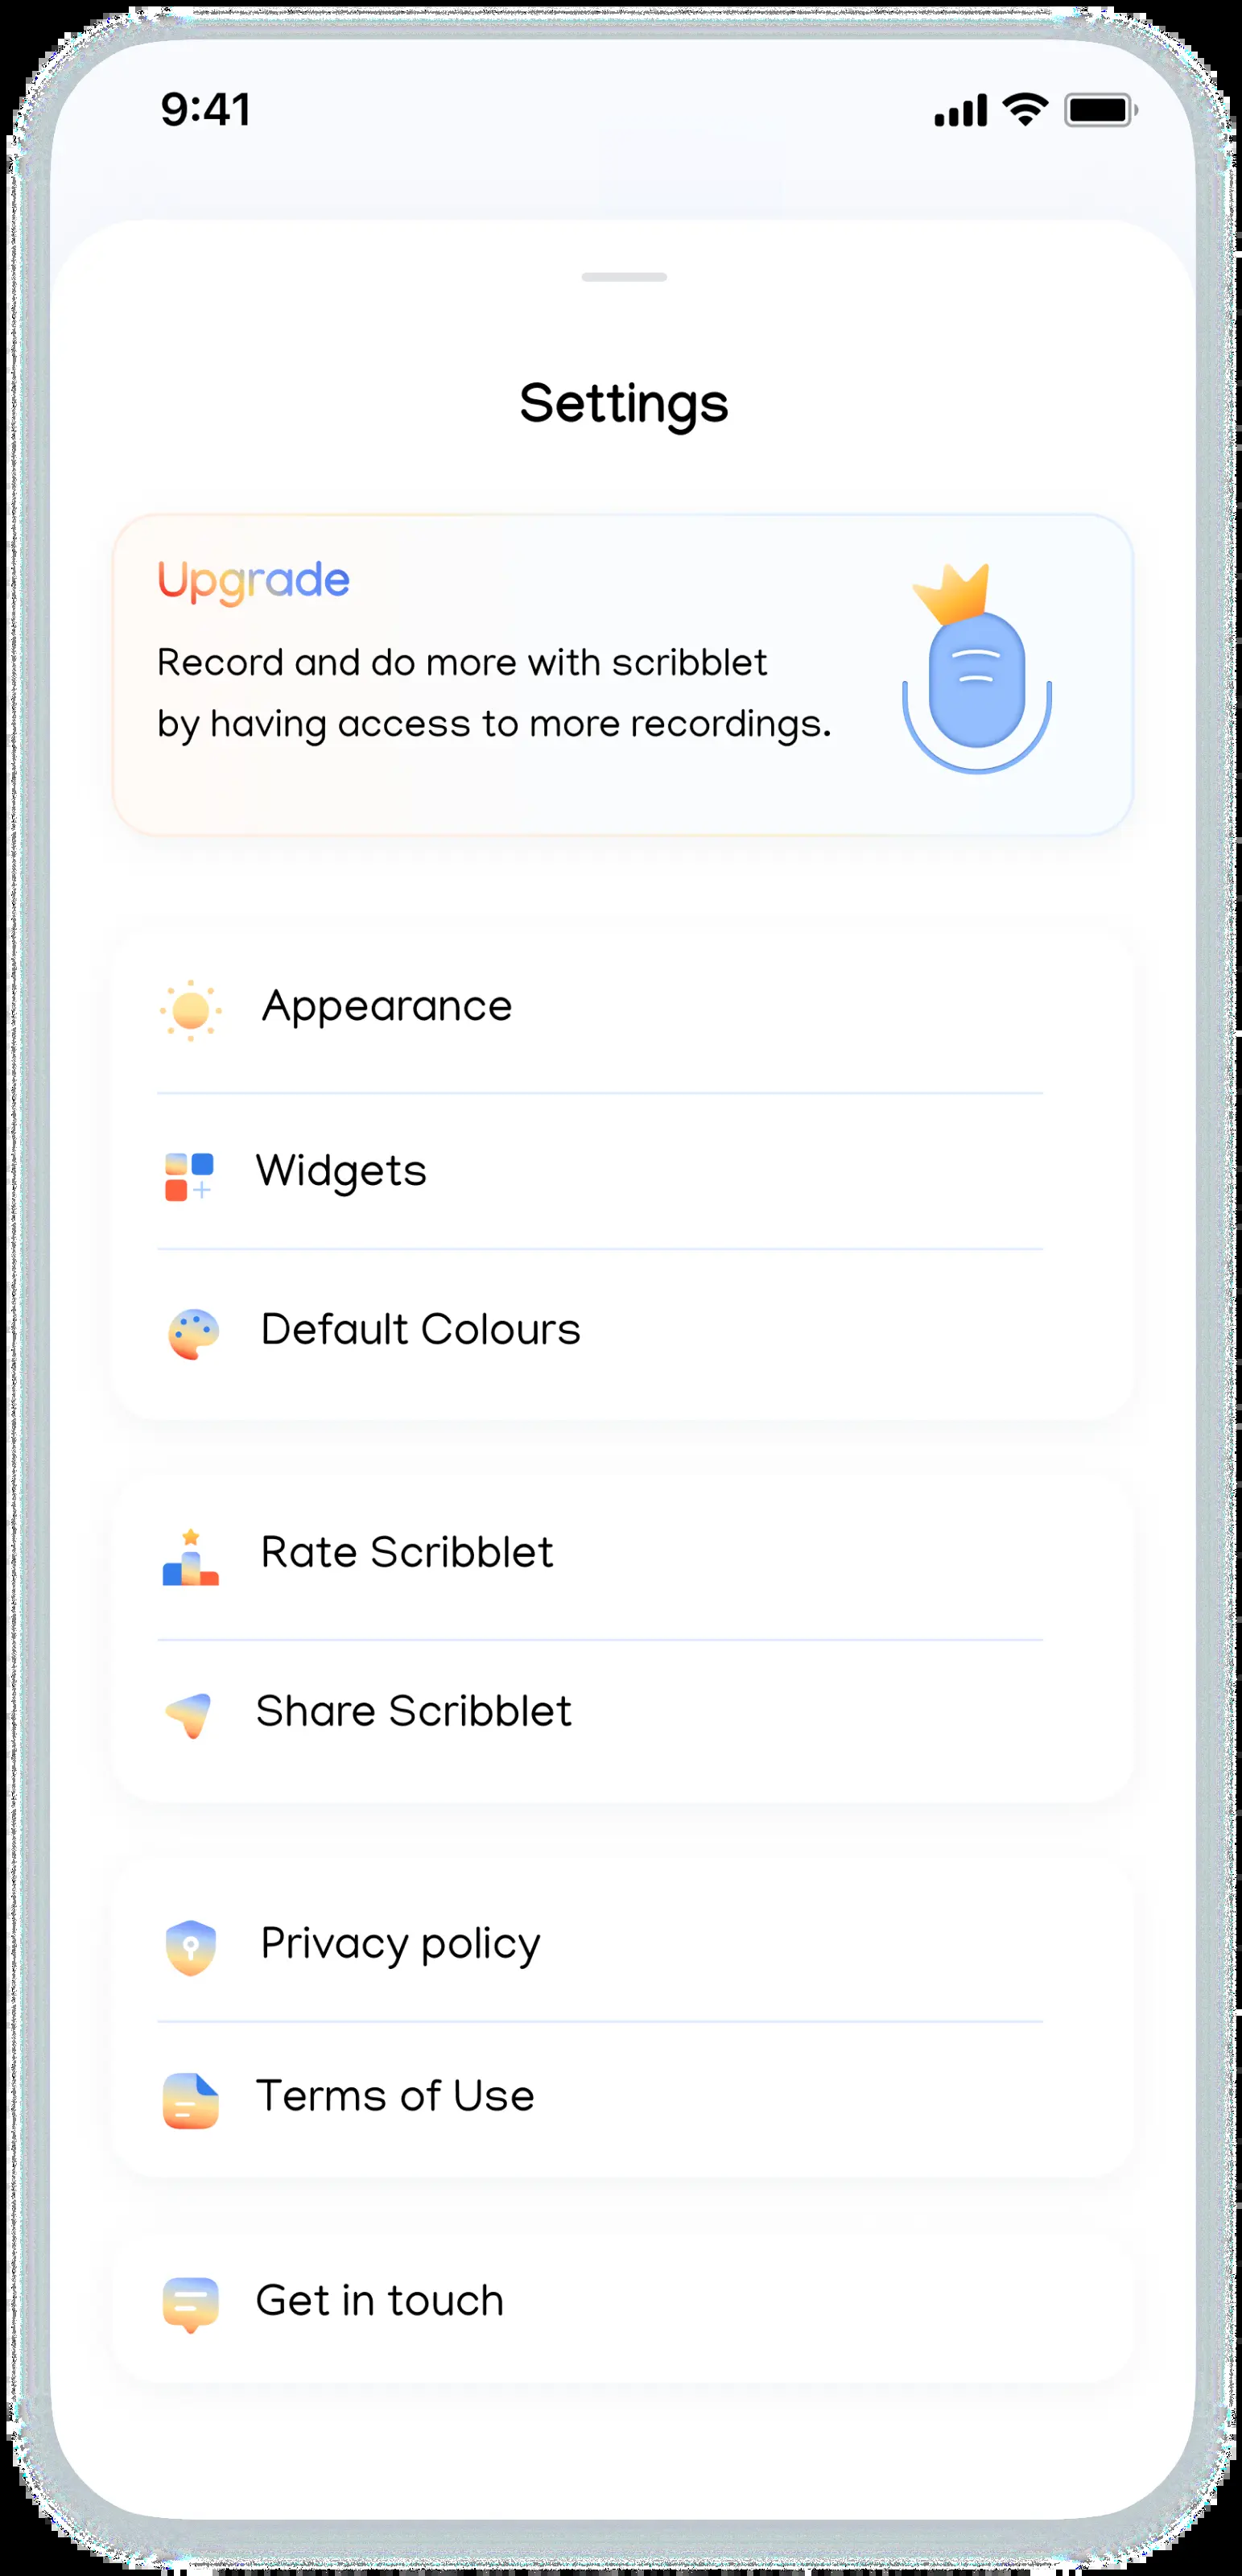 9:41
Settings
Upgrade
Record and do more with scribblet
by having access to more recordings.
Appearance
Widgets
Default Colours
Rate Scribblet
Share Scribblet
Privacy policy
Terms of Use
Get in touch